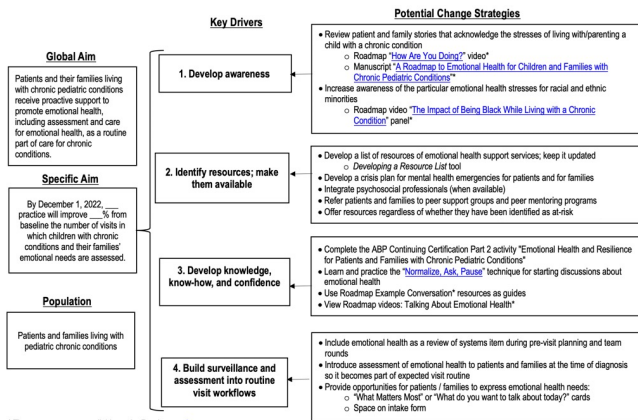 Key Drivers
Potential Change Strategies
Global Aim
Patients and their families living
with chronic pediatric conditions
receive proactive support to
promote emotional health,
including assessment and care
for emotional health, as a routine
part of care for chronic
conditions.
Specific Aim
By December 1, 2022, ___
practice will improve ___% from
baseline the number of visits in
which children with chronic
conditions and their families'
emotional needs are assessed.
Population
Patients and families living with
pediatric chronic conditions
1. Develop awareness
• Review patient and family stories that acknowledge the stresses of living with/parenting a
child with a chronic condition
o Roadmap "How Are You Doing?" video*
o Manuscript "A Roadmap to Emotional Health for Children and Families with
Chronic Pediatric Conditions"*
• Increase awareness of the particular emotional health stresses for racial and ethnic
minorities
o Roadmap video "The Impact of Being Black While Living with a Chronic
Condition" panel*
2. Identify resources; make
them available
• Develop a list of resources of emotional health support services; keep it updated
o Developing a Resource List tool
• Develop a crisis plan for mental health emergencies for patients and for families
• Integrate psychosocial professionals (when available)
• Refer patients and families to peer support groups and peer mentoring programs
• Offer resources regardless of whether they have been identified as at-risk
3. Develop knowledge,
know-how, and confidence
• Complete the ABP Continuing Certification Part 2 activity "Emotional Health and Resilience
for Patients and Families with Chronic Pediatric Conditions"
• Learn and practice the "Normalize, Ask, Pause" technique for starting discussions about
emotional health
• Use Roadmap Example Conversation* resources as guides
• View Roadmap videos: Talking About Emotional Health*
4. Build surveillance and
assessment into routine
visit workflows
• Include emotional health as a review of systems item during pre-visit planning and team
rounds
• Introduce assessment of emotional health to patients and families at the time of diagnosis
so it becomes part of expected visit routine
• Provide opportunities for patients / families to express emotional health needs:
o "What Matters Most" or "What do you want to talk about today?" cards
o Space on intake form